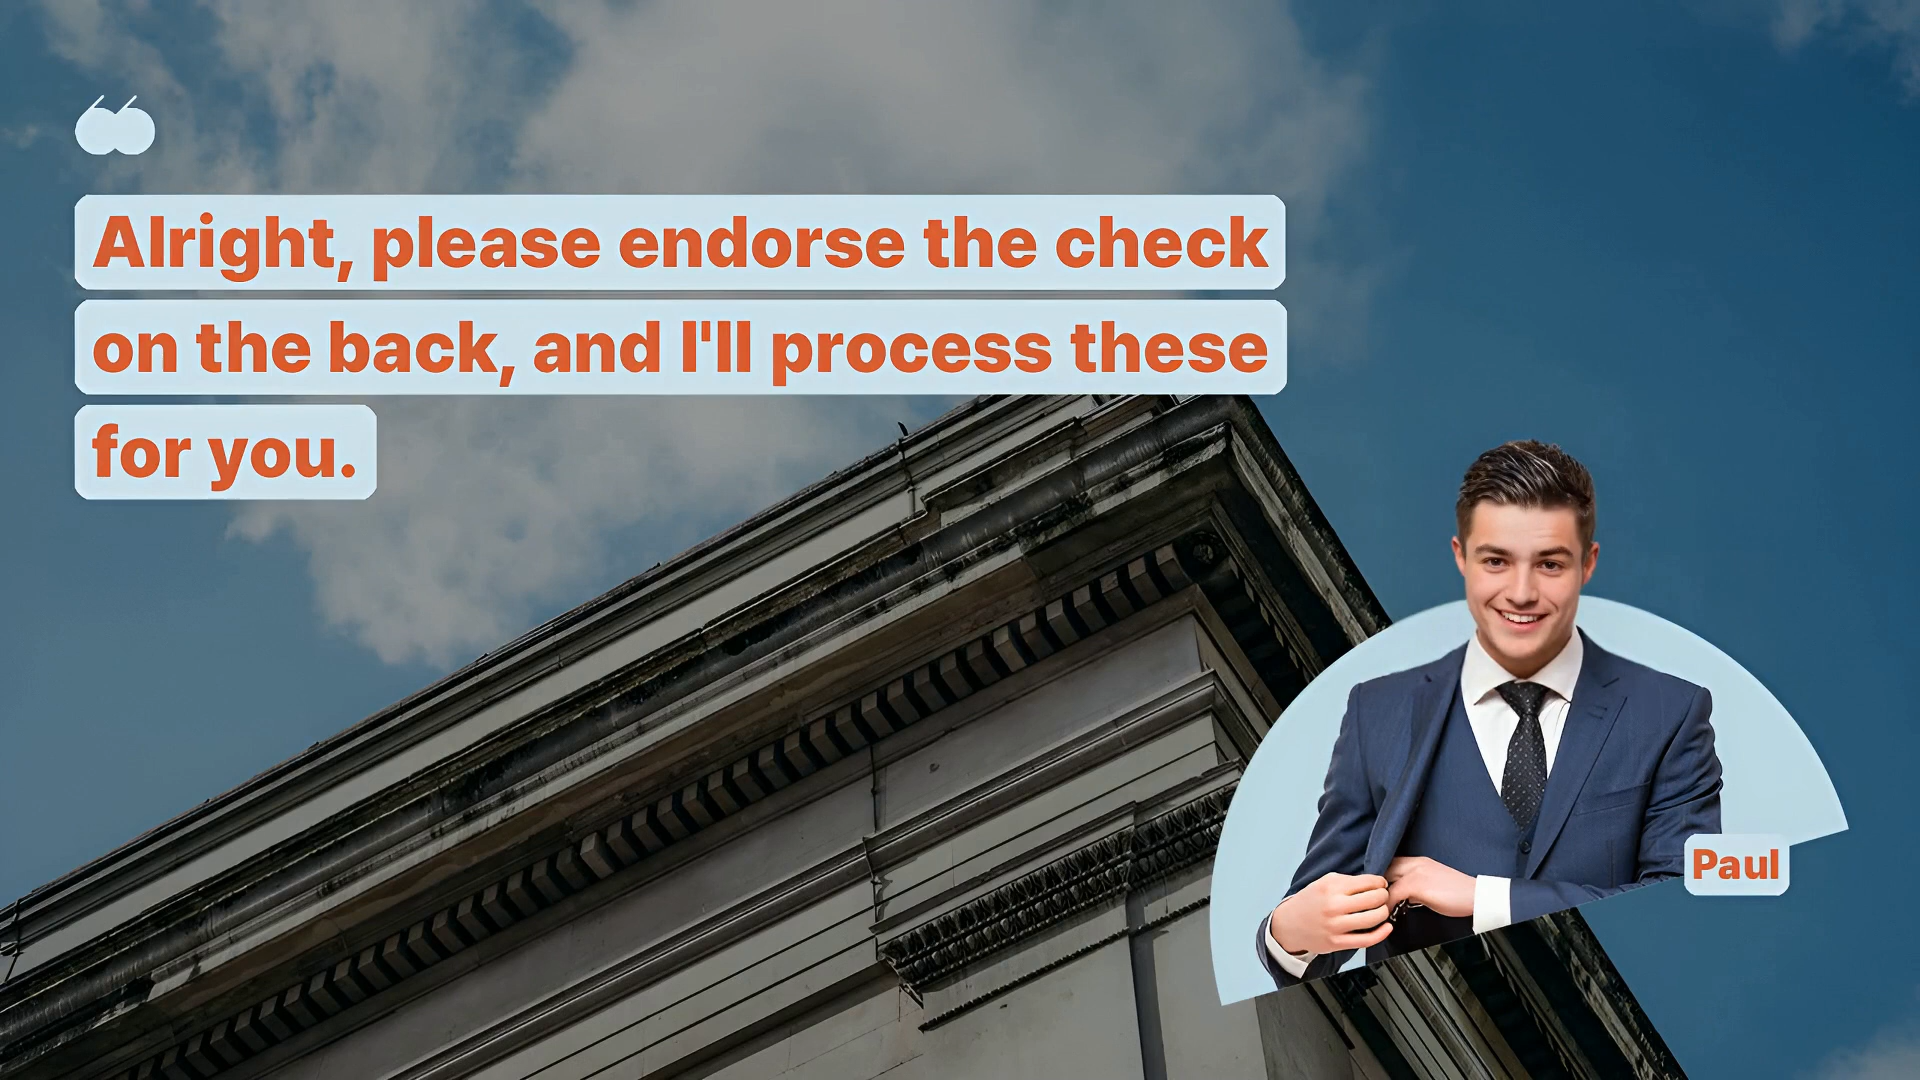 “
Alright, please endorse the check
on the back, and I'll process these
for you.
Paul